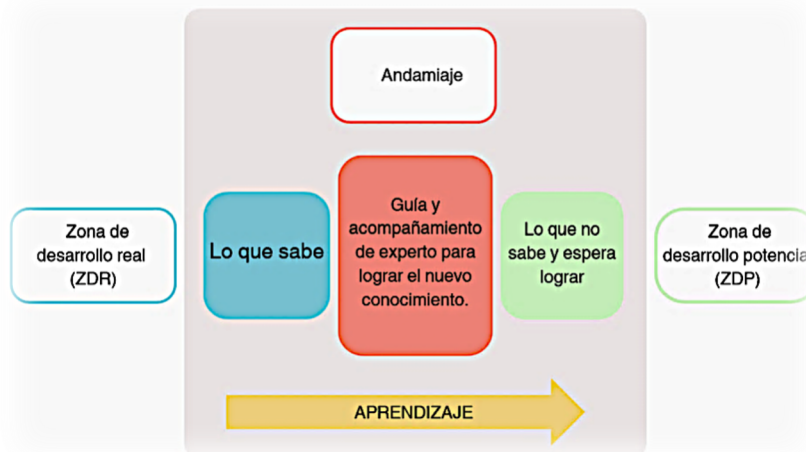 Andamiaje
Zona de
desarrollo real
(ZDR)
Lo que sabe
Guía y
acompañamiento
de experto para
lograr el nuevo
conocimiento.
Lo que no
sabe y espera
lograr
Zona de
desarrollo potencia
(ZDP)
APRENDIZAJE